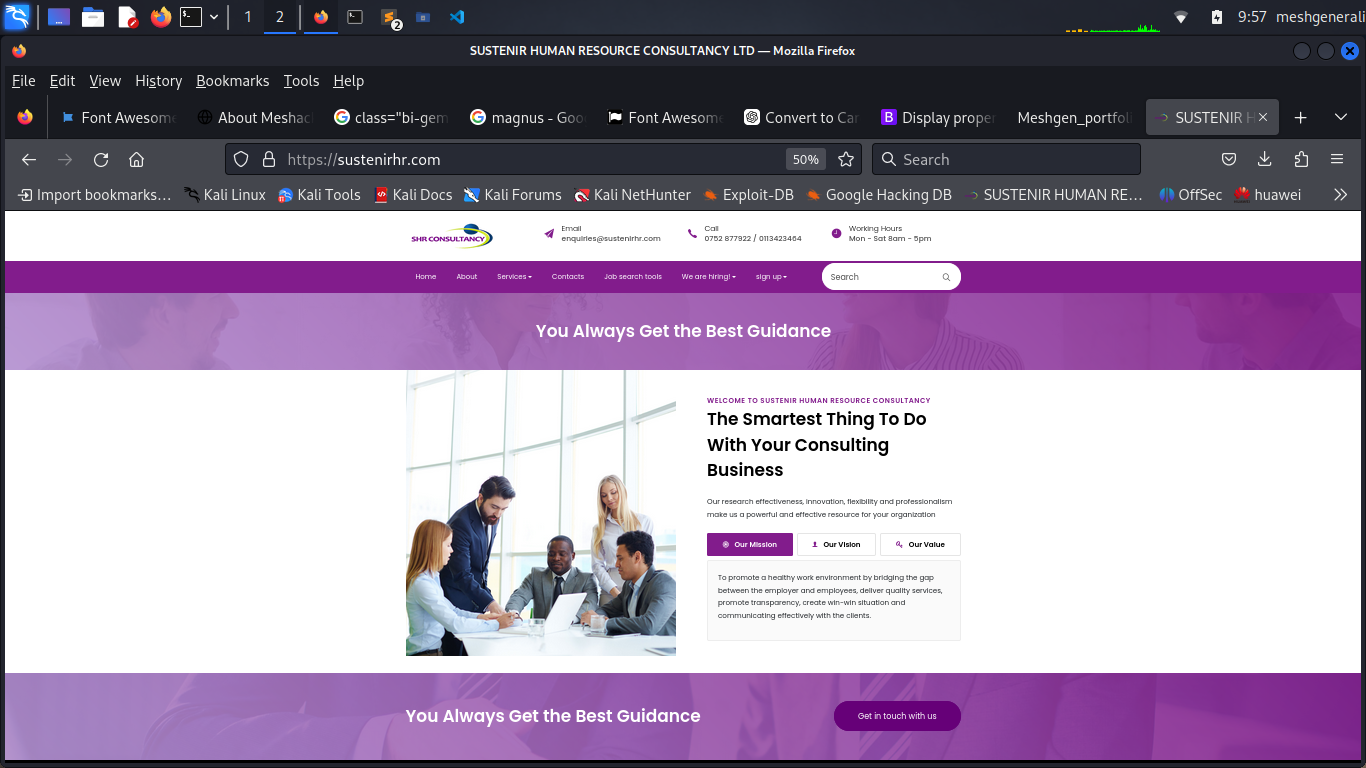 1
2
2
9:57
meshgenerali
SUSTENIR HUMAN RESOURCE CONSULTANCY LTD — Mozilla Firefox
File Edit View History Bookmarks Tools Help
Font Awesome
About Meshac
class="bi-gem
magnus - Goo
Font Awesome
Convert to Can
Display proper
Meshgen_portfoli
SUSTENIR H
https://sustenirhr.com
50%
Search
Import bookmarks...
Kali Linux
Kali Tools
Kali Docs
Kali Forums
Kali NetHunter
Exploit-DB
Google Hacking DB
SUSTENIR HUMAN RE...
OffSec
huawei
SHR CONSULTANCY
Email
enquiries@sustenirhr.com
Call
0752 877922 / 0113423464
Working Hours
Mon - Sat 8am - 5pm
Home About Services Contacts Job search tools We are hiring! sign up
Search
You Always Get the Best Guidance
WELCOME TO SUSTENIR HUMAN RESOURCE CONSULTANCY
The Smartest Thing To Do
With Your Consulting
Business
Our research effectiveness, innovation, flexibility and professionalism
make us a powerful and effective resource for your organization
Our Mission
Our Vision
Our Value
To promote a healthy work environment by bridging the gap
between the employer and employees, deliver quality services,
promote transparency, create win-win situation and
communicating effectively with the clients.
You Always Get the Best Guidance
Get in touch with us